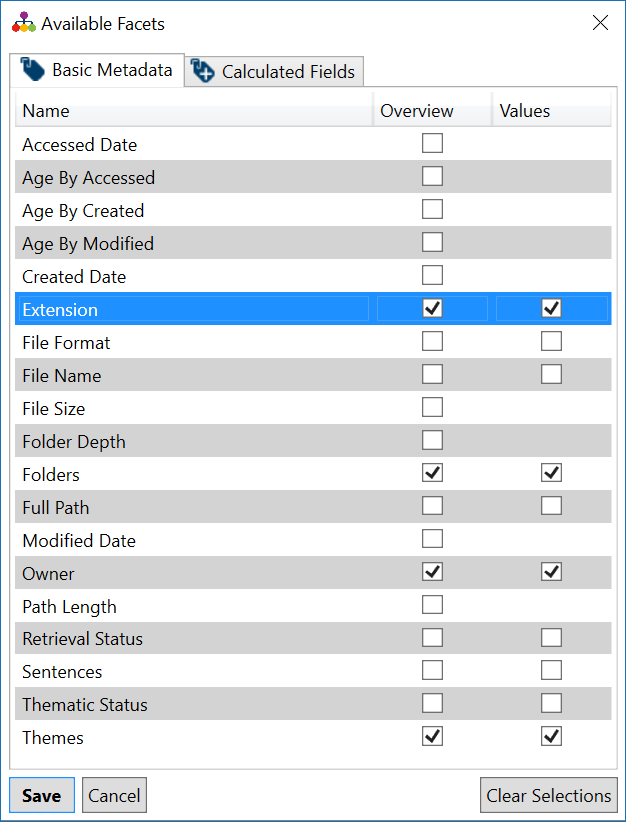 Available Facets
Basic Metadata Calculated Fields
Name Overview Values
Accessed Date
Age By Accessed
Age By Created
Age By Modified
Created Date
Extension
File Format
File Name
File Size
Folder Depth
Folders
Full Path
Modified Date
Owner
Path Length
Retrieval Status
Sentences
Thematic Status
Themes
Save Cancel Clear Selections